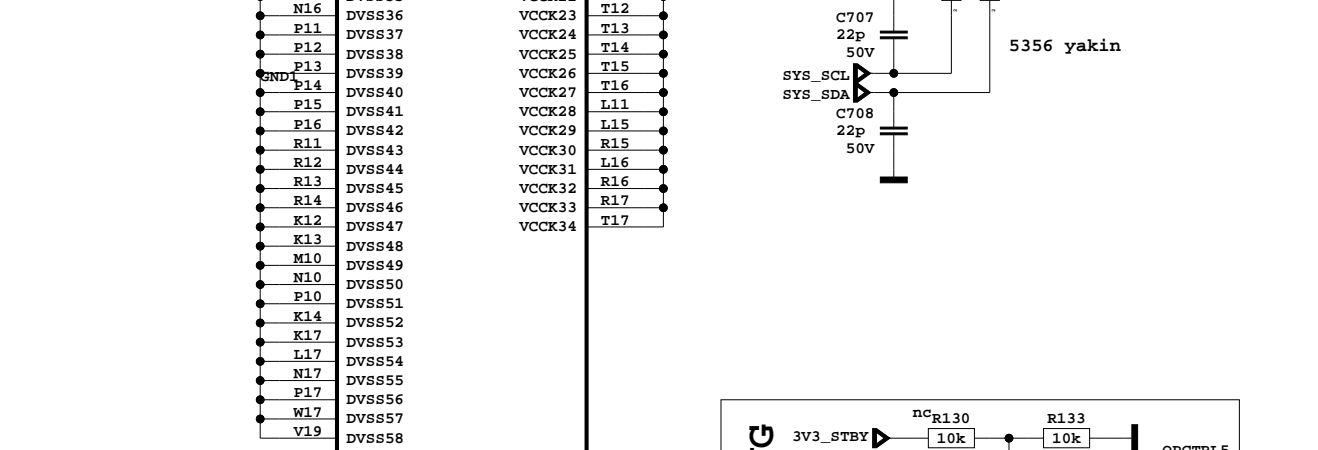 N16 DVSS36
P11 DVSS37
P12 DVSS38
P13 DVSS39
GND1
P14 DVSS40
P15 DVSS41
P16 DVSS42
R11 DVSS43
R12 DVSS44
R13 DVSS45
R14 DVSS46
K12 DVSS47
K13 DVSS48
M10 DVSS49
N10 DVSS50
P10 DVSS51
K14 DVSS52
K17 DVSS53
L17 DVSS54
N17 DVSS55
P17 DVSS56
W17 DVSS57
V19 DVSS58
VCCK23 T12
VCCK24 T13
VCCK25 T14
VCCK26 T15
VCCK27 T16
VCCK28 L11
VCCK29 L15
VCCK30 R15
VCCK31 L16
VCCK32 R16
VCCK33 R17
VCCK34 T17
C707
22p
50V
5356 yakin
SYS_SCL
SYS_SDA
C708
22p
50V
nc
R130
R133
3V3_STBY
10k
10k